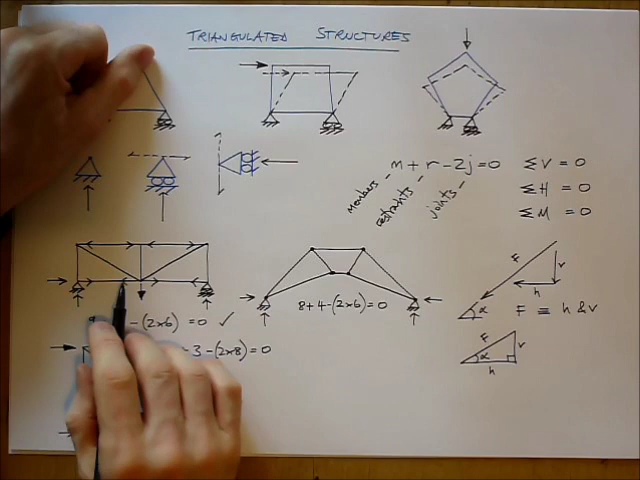 TRIANGULATED STRUCTURES
m + r - 2j = 0
members
restraints
joints
ΣV = 0
ΣH = 0
ΣM = 0
F
v
h
α
F ≡ h & v
- (2x6) = 0 ✓
8 + 4 - (2x6) = 0
- 3 - (2x8) = 0
F
v
α
h